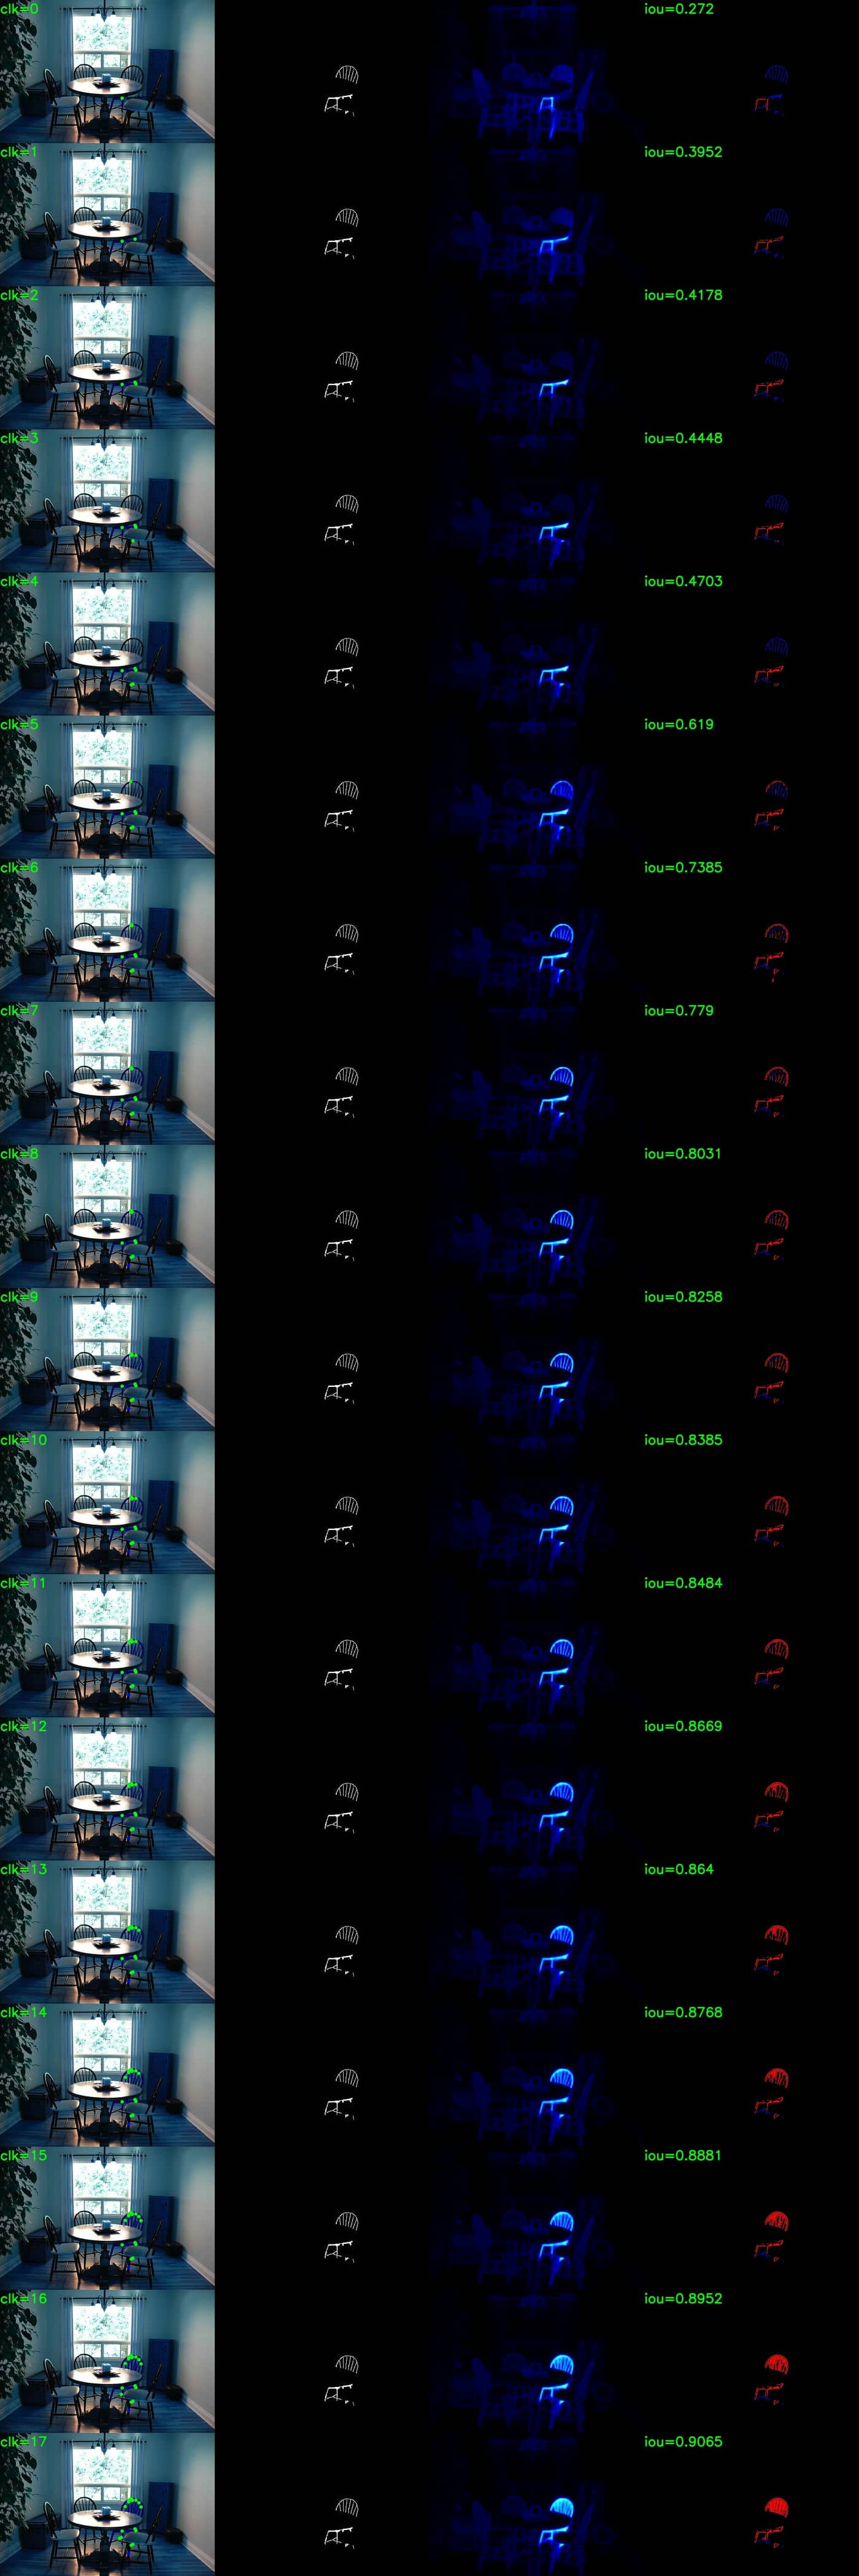 clk=0 iou=0.272
clk=1 iou=0.3952
clk=2 iou=0.4178
clk=3 iou=0.4448
clk=4 iou=0.4703
clk=5 iou=0.619
clk=6 iou=0.7385
clk=7 iou=0.779
clk=8 iou=0.8031
clk=9 iou=0.8258
clk=10 iou=0.8385
clk=11 iou=0.8484
clk=12 iou=0.8669
clk=13 iou=0.864
clk=14 iou=0.8768
clk=15 iou=0.8881
clk=16 iou=0.8952
clk=17 iou=0.9065